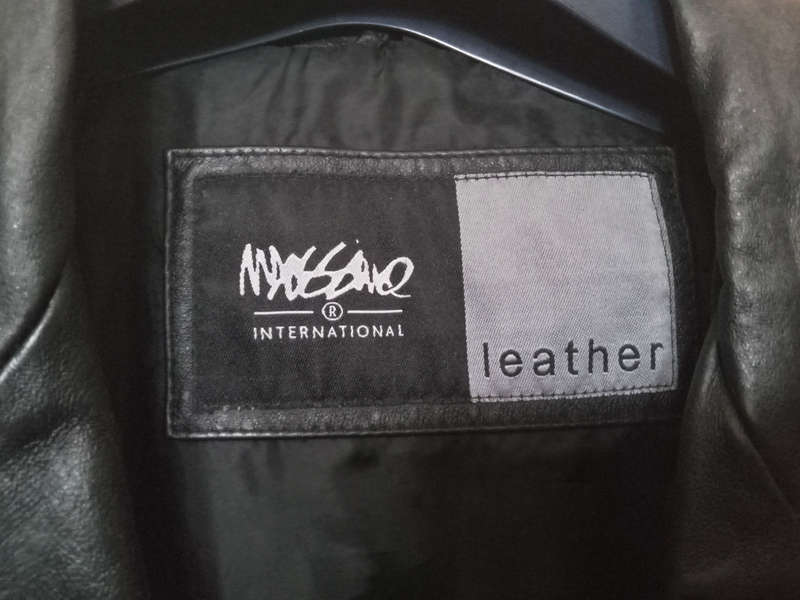 mossimo
®
INTERNATIONAL
leather